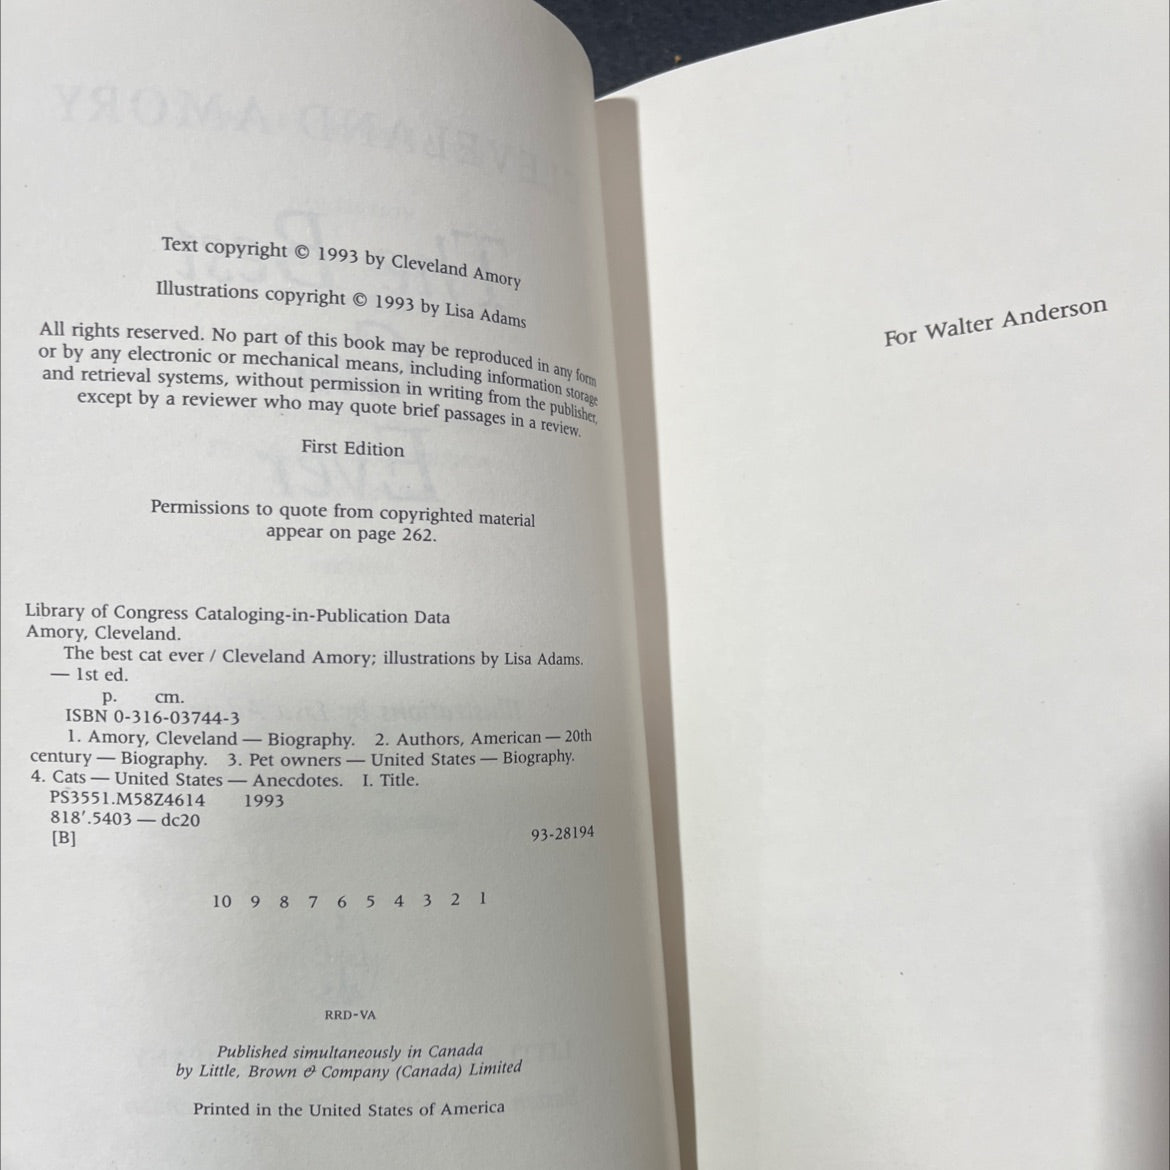 Text copyright © 1993 by Cleveland Amory
Illustrations copyright © 1993 by Lisa Adams
All rights reserved. No part of this book may be reproduced in any form
or by any electronic or mechanical means, including information storage
and retrieval systems, without permission in writing from the publisher,
except by a reviewer who may quote brief passages in a review.
First Edition
Permissions to quote from copyrighted material
appear on page 262.
Library of Congress Cataloging-in-Publication Data
Amory, Cleveland.
The best cat ever / Cleveland Amory; illustrations by Lisa Adams.
— 1st ed.
p. cm.
ISBN 0-316-03744-3
1. Amory, Cleveland — Biography. 2. Authors, American — 20th
century — Biography. 3. Pet owners — United States — Biography.
4. Cats — United States — Anecdotes. I. Title.
PS3551.M58Z4614 1993
818′.5403 — dc20
[B] 93-28194
10 9 8 7 6 5 4 3 2 1
RRD-VA
Published simultaneously in Canada
by Little, Brown & Company (Canada) Limited
Printed in the United States of America
For Walter Anderson